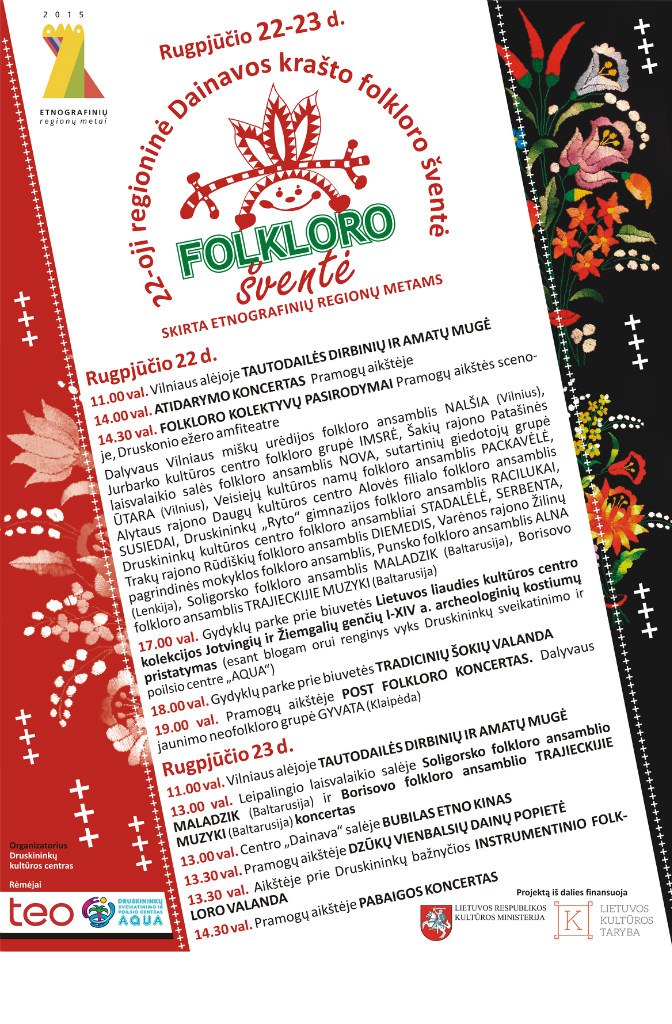 2015
ETNOGRAFINIŲ
regionų metai
Rugpjūčio 22-23 d.
22-oji regioninė Dainavos krašto folkloro šventė
FOLKLORO
šventė
SKIRTA ETNOGRAFINIŲ REGIONŲ METAMS
Rugpjūčio 22 d.
11.00 val. Vilniaus alėjoje TAUTODAILĖS DIRBINIŲ IR AMATŲ MUGĖ
14.00 val. ATIDARYMO KONCERTAS Pramogų aikštėje
14.30 val. FOLKLORO KOLEKTYVŲ PASIRODYMAI Pramogų aikštės sceno-
je, Druskonio ežero amfiteatre
Dalyvaus Vilniaus miškų urėdijos folkloro ansamblis NALŠIA (Vilnius),
Jurbarko kultūros centro folkloro grupė IMSRĖ, Šakių rajono Patašinės
laisvalaikio salės folkloro ansamblis NOVA, sutartinių giedotojų grupė
ŪTARA (Vilnius), Veisiejų kultūros namų folkloro ansamblis PACKAVĖLĖ,
Alytaus rajono Daugų kultūros centro Alovės filialo folkloro ansamblis
SUSIEDAI, Druskininkų „Ryto“ gimnazijos folkloro ansamblis RACILUKAI,
Druskininkų kultūros centro folkloro ansambliai STADALĖLĖ, SERBENTA,
Trakų rajono Rūdiškių folkloro ansamblis DIEMEDIS, Varėnos rajono Žilinų
pagrindinės mokyklos folkloro ansamblis, Punsko folkloro ansamblis ALNA
(Lenkija), Soligorsko folkloro ansamblis MALADZIK (Baltarusija), Borisovo
folkloro ansamblis TRAJIECKIJIE MUZYKI (Baltarusija)
17.00 val. Gydyklų parke prie biuvetės Lietuvos liaudies kultūros centro
kolekcijos Jotvingių ir Žiemgalių genčių I-XIV a. archeologinių kostiumų
pristatymas (esant blogam orui renginys vyks Druskininkų sveikatinimo ir
poilsio centre „AQUA“)
18.00 val. Gydyklų parke prie biuvetės TRADICINIŲ ŠOKIŲ VALANDA
19.00 val. Pramogų aikštėje POST FOLKLORO KONCERTAS. Dalyvaus
jaunimo neofolkloro grupė GYVATA (Klaipėda)
Rugpjūčio 23 d.
11.00 val. Vilniaus alėjoje TAUTODAILĖS DIRBINIŲ IR AMATŲ MUGĖ
13.00 val. Leipalingio laisvalaikio salėje Soligorsko folkloro ansamblio
MALADZIK (Baltarusija) ir Borisovo folkloro ansamblio TRAJIECKIJE
MUZYKI (Baltarusija) koncertas
13.00 val. Centro „Dainava“ salėje BUBILAS ETNO KINAS
13.30 val. Pramogų aikštėje DZŪKŲ VIENBALSIŲ DAINŲ POPIETĖ
13.30 val. Aikštėje prie Druskininkų bažnyčios INSTRUMENTINIO FOLK-
LORO VALANDA
14.30 val. Pramogų aikštėje PABAIGOS KONCERTAS
Organizatorius
Druskininkų
kultūros centras
Rėmėjai
teo
DRUSKININKŲ
SVEIKATINIMO IR
POILSIO CENTRAS
AQUA
Projektą iš dalies finansuoja
LIETUVOS RESPUBLIKOS
KULTŪROS MINISTERIJA
K
LIETUVOS
KULTŪROS
TARYBA